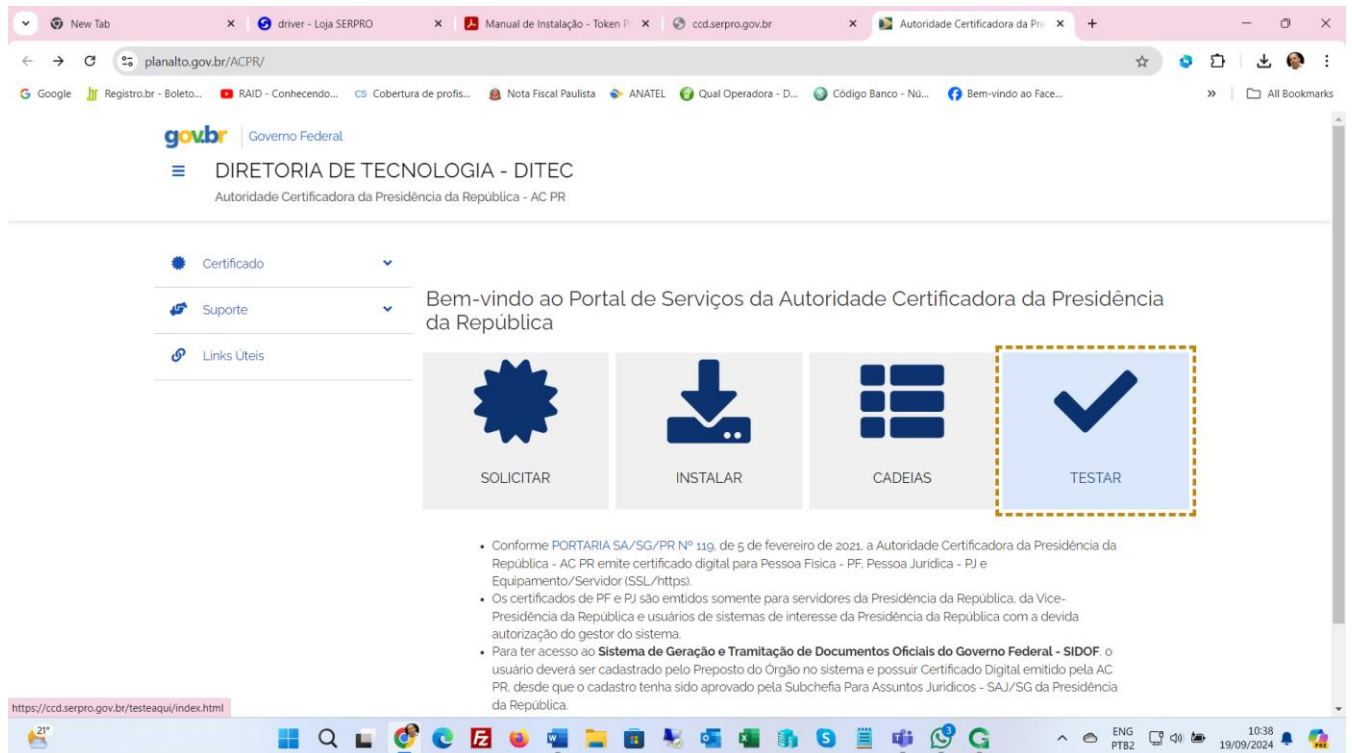 New Tab
driver - Loja SERPRO
Manual de Instalação - Token P
ccd.serpro.gov.br
Autoridade Certificadora da Pre
planalto.gov.br/ACPR/
Google
Registro.br - Boleto...
RAID - Conhecendo...
CS Cobertura de profis...
Nota Fiscal Paulista
ANATEL
Qual Operadora - D...
Código Banco - Nú...
Bem-vindo ao Face...
All Bookmarks
gov.br
Governo Federal
DIRETORIA DE TECNOLOGIA - DITEC
Autoridade Certificadora da Presidência da República - AC PR
Certificado
Suporte
Links Úteis
Bem-vindo ao Portal de Serviços da Autoridade Certificadora da Presidência
da República
SOLICITAR
INSTALAR
CADEIAS
TESTAR
• Conforme PORTARIA SA/SG/PR Nº 119, de 5 de fevereiro de 2021, a Autoridade Certificadora da Presidência da
República - AC PR emite certificado digital para Pessoa Física - PF, Pessoa Jurídica - PJ e
Equipamento/Servidor (SSL/https).
• Os certificados de PF e PJ são emtidos somente para servidores da Presidência da República, da Vice-
Presidência da República e usuários de sistemas de interesse da Presidência da República com a devida
autorização do gestor do sistema.
• Para ter acesso ao Sistema de Geração e Tramitação de Documentos Oficiais do Governo Federal - SIDOF, o
usuário deverá ser cadastrado pelo Preposto do Órgão no sistema e possuir Certificado Digital emitido pela AC
PR, desde que o cadastro tenha sido aprovado pela Subchefia Para Assuntos Jurídicos - SAJ/SG da Presidência
da República.
https://ccd.serpro.gov.br/testeaqui/index.html
21°
ENG
PTB2
10:38
19/09/2024